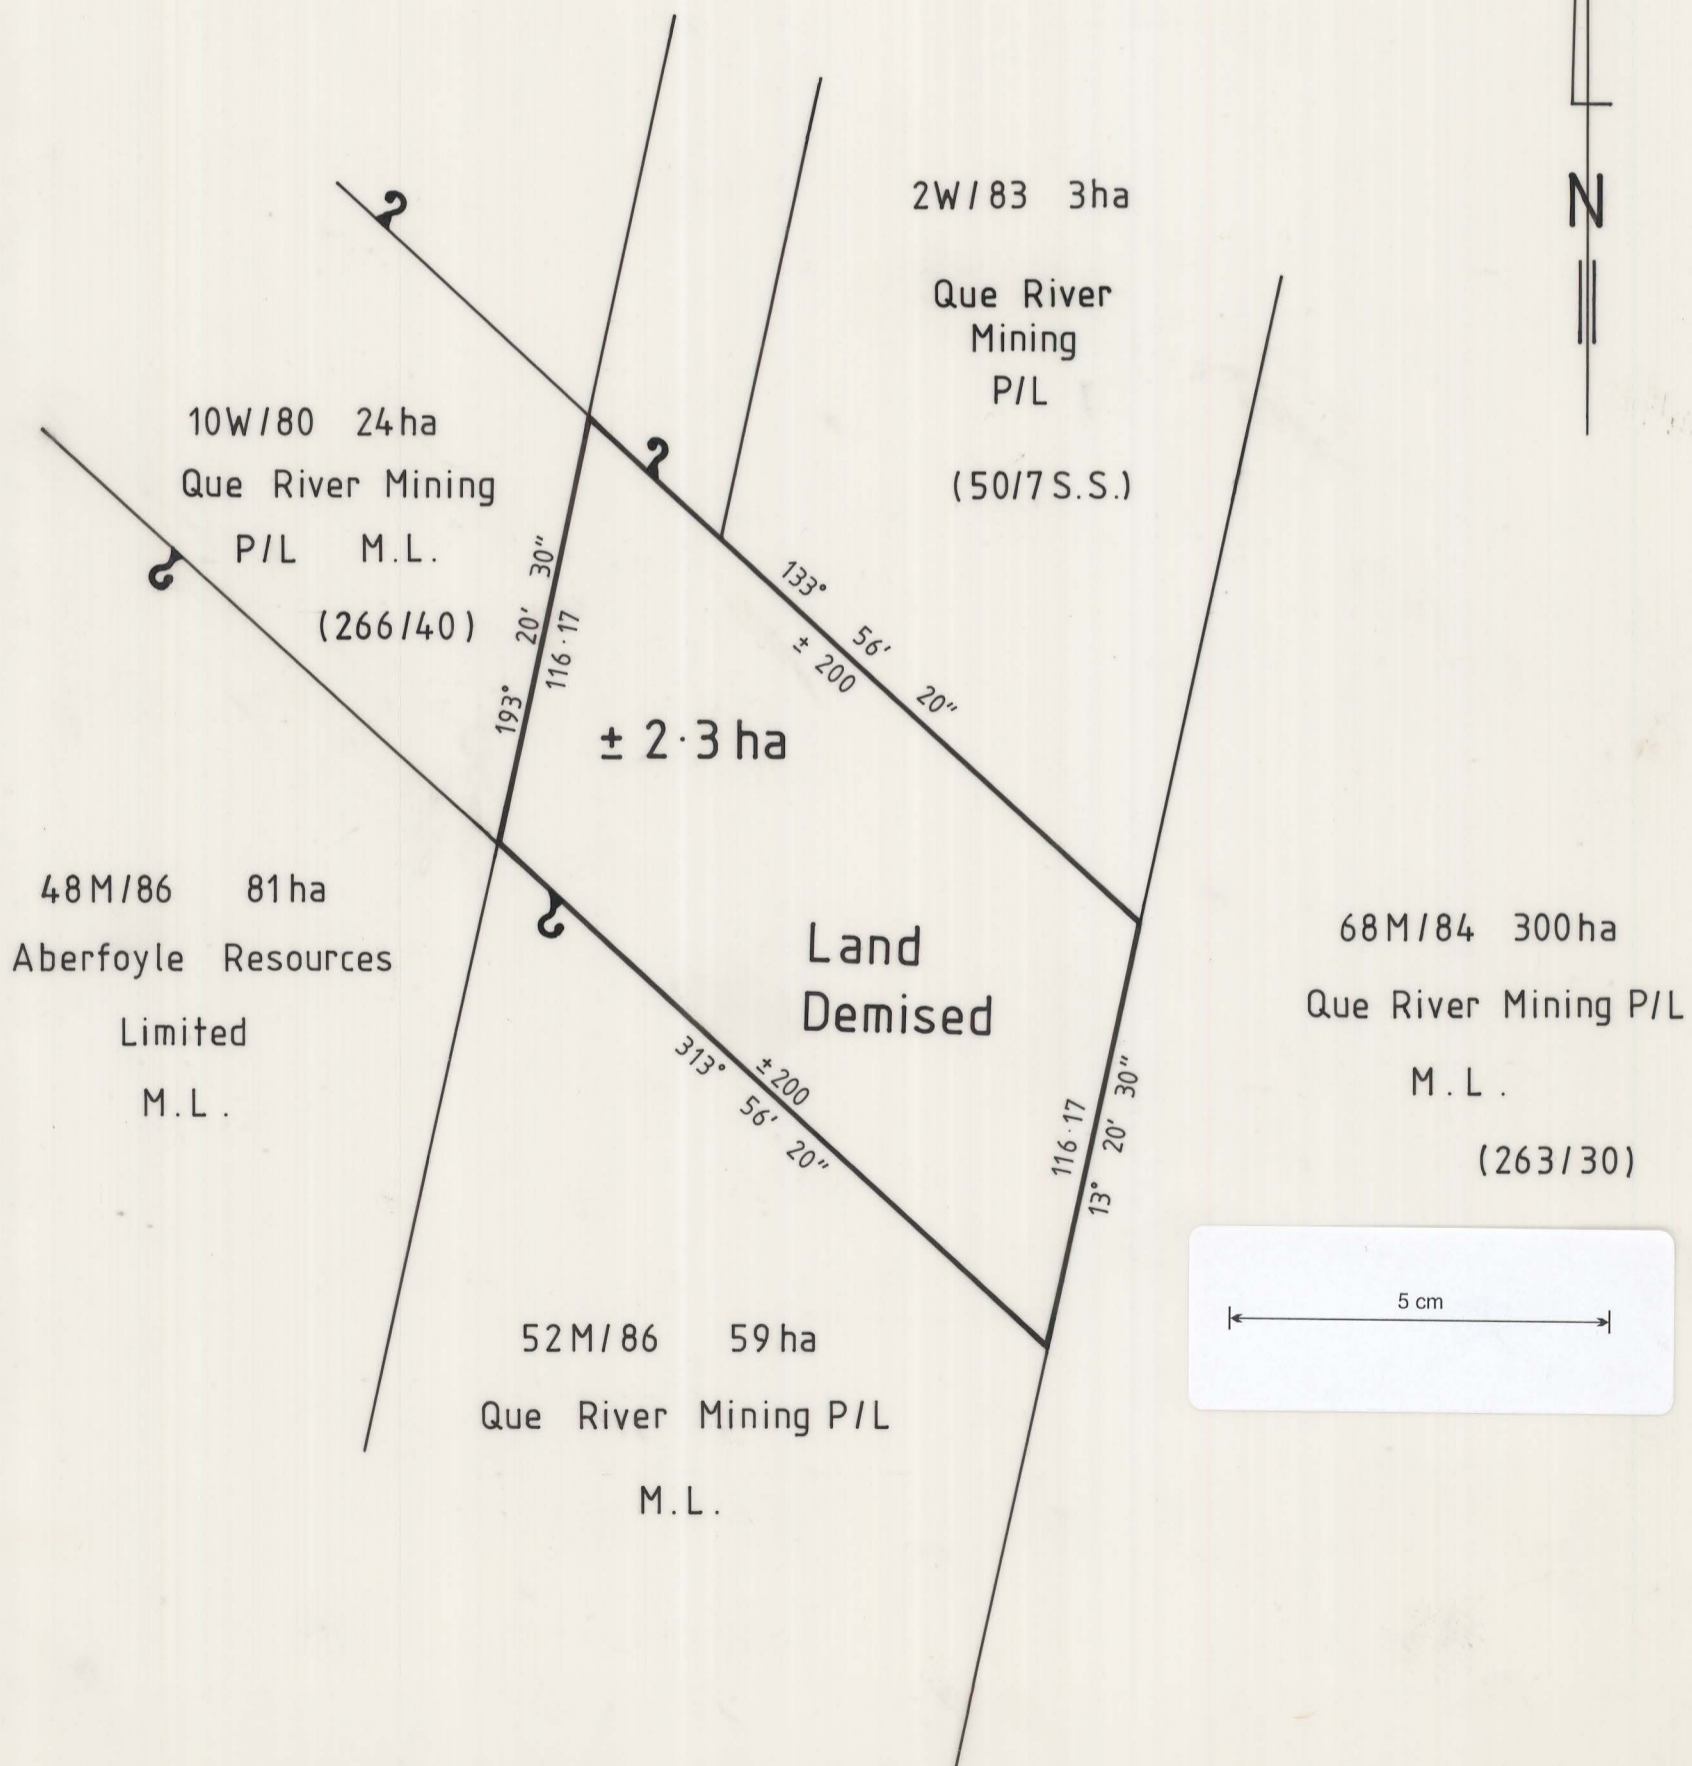 N
2W/83 3ha
Que River
Mining
P/L
(50/7 S.S.)
10W/80 24ha
Que River Mining
P/L M.L.
(266/40)
193° 20' 30"
116·17
133° 56' 20"
± 200
± 2·3 ha
48M/86 81ha
Aberfoyle Resources
Limited
M.L.
Land
Demised
313° 56' 20"
±200
116·17
13° 20' 30"
68M/84 300ha
Que River Mining P/L
M.L.
(263/30)
5 cm
52M/86 59ha
Que River Mining P/L
M.L.